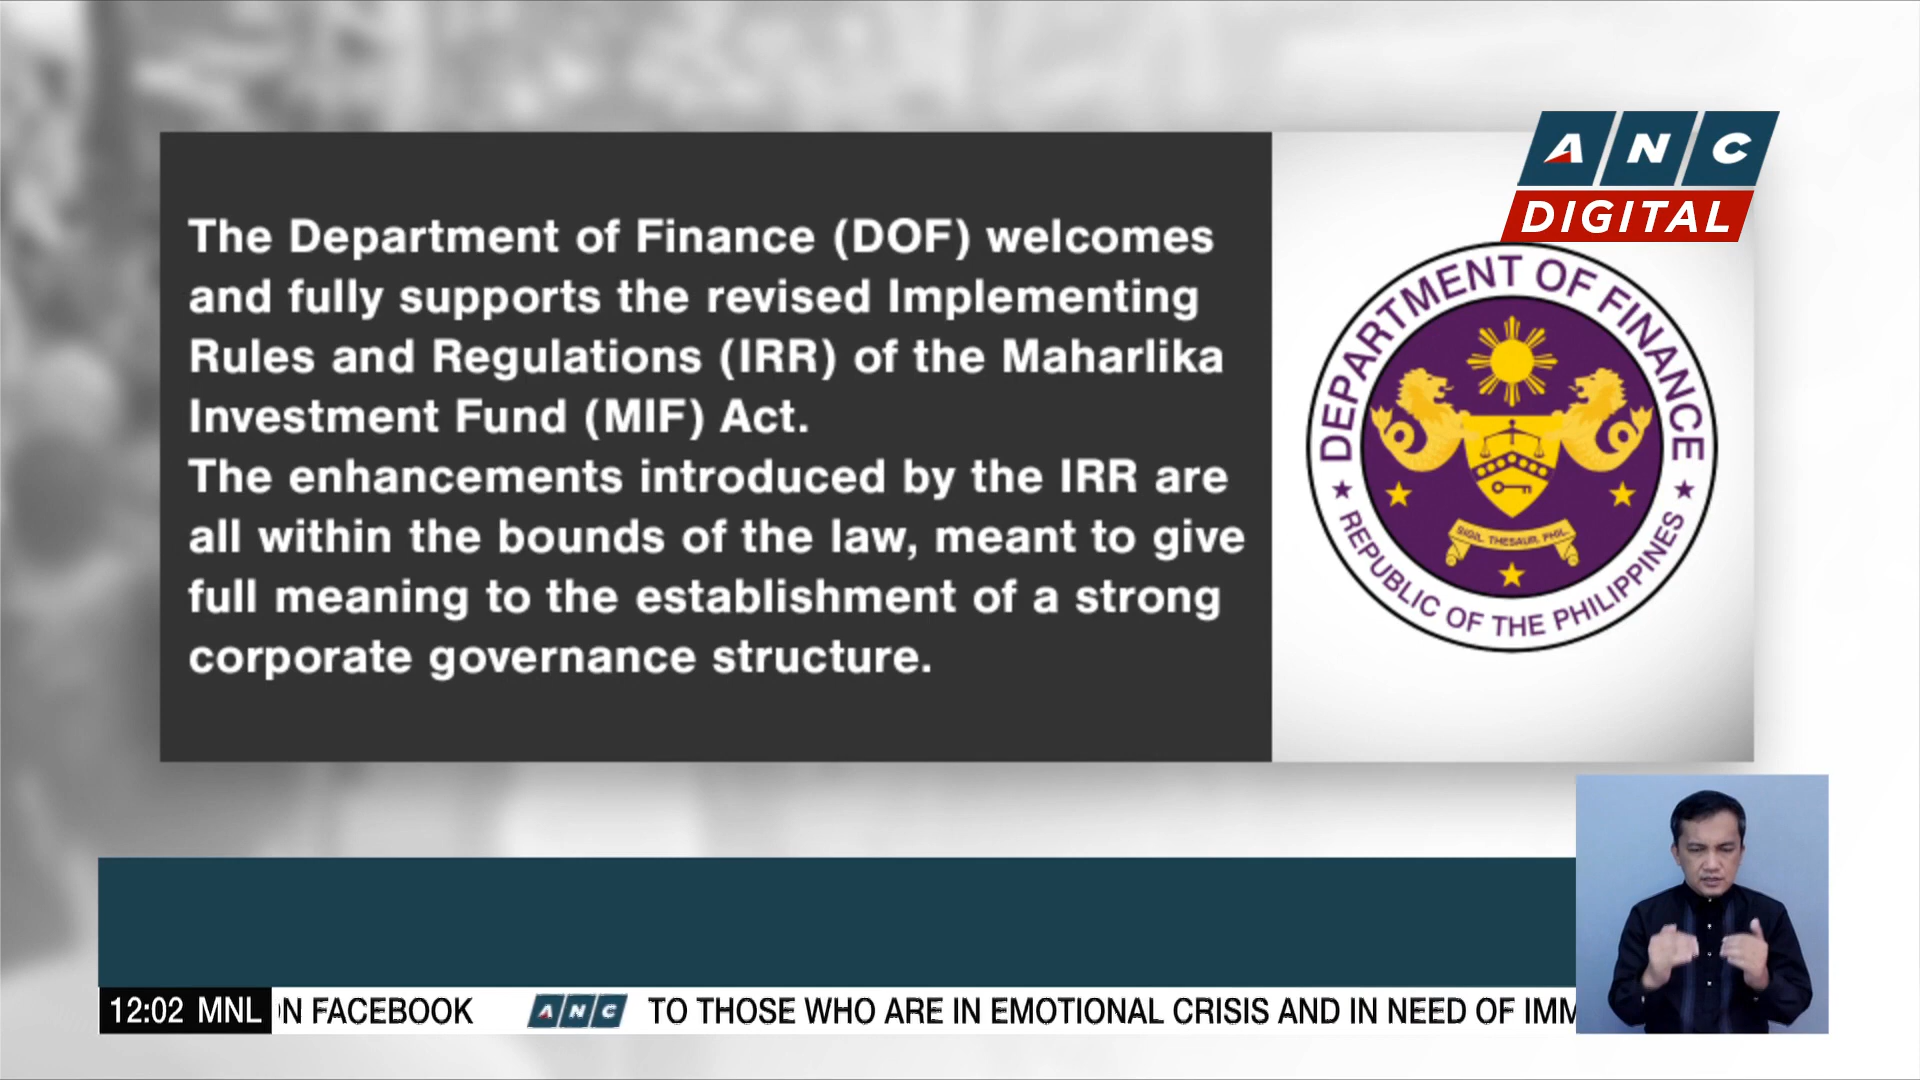 The Department of Finance (DOF) welcomes
and fully supports the revised Implementing
Rules and Regulations (IRR) of the Maharlika
Investment Fund (MIF) Act.
The enhancements introduced by the IRR are
all within the bounds of the law, meant to give
full meaning to the establishment of a strong
corporate governance structure.
ANC
DIGITAL
DEPARTMENT OF FINANCE
SIGIL. THESAUR. PHIL.
REPUBLIC OF THE PHILIPPINES
12:02 MNL
N FACEBOOK ANC TO THOSE WHO ARE IN EMOTIONAL CRISIS AND IN NEED OF IMM